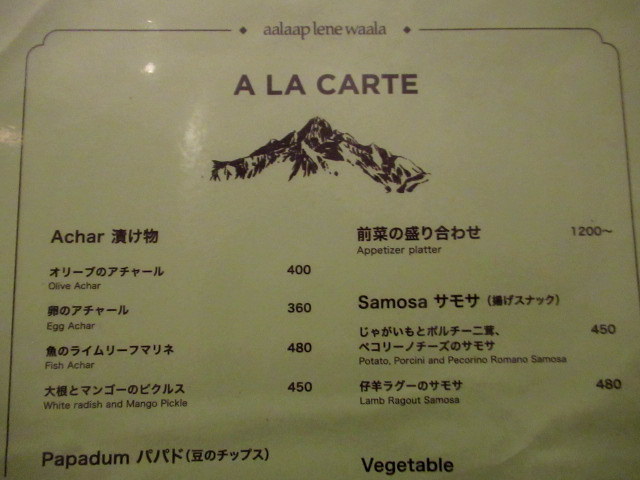 aalaap lene waala
A LA CARTE
Achar 漬け物
オリーブのアチャール 400
Olive Achar
卵のアチャール 360
Egg Achar
魚のライムリーフマリネ 480
Fish Achar
大根とマンゴーのピクルス 450
White radish and Mango Pickle
Papadum パパド(豆のチップス)
前菜の盛り合わせ 1200〜
Appetizer platter
Samosa サモサ(揚げスナック)
じゃがいもとポルチーニ茸、 450
ペコリーノチーズのサモサ
Potato, Porcini and Pecorino Romano Samosa
仔羊ラグーのサモサ 480
Lamb Ragout Samosa
Vegetable